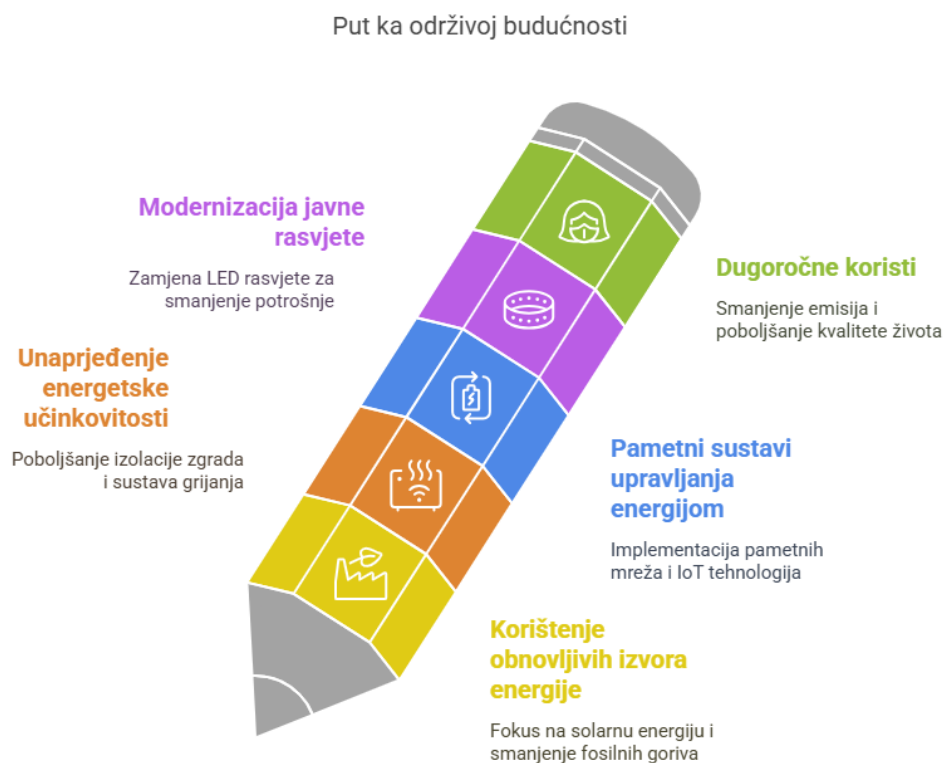 Put ka održivoj budućnosti
Modernizacija javne
rasvjete
Zamjena LED rasvjete za
smanjenje potrošnje
Dugoročne koristi
Smanjenje emisija i
poboljšanje kvalitete života
Unaprjeđenje
energetske
učinkovitosti
Poboljšanje izolacije zgrada
i sustava grijanja
Pametni sustavi
upravljanja
energijom
Implementacija pametnih
mreža i IoT tehnologija
Korištenje
obnovljivih izvora
energije
Fokus na solarnu energiju i
smanjenje fosilnih goriva